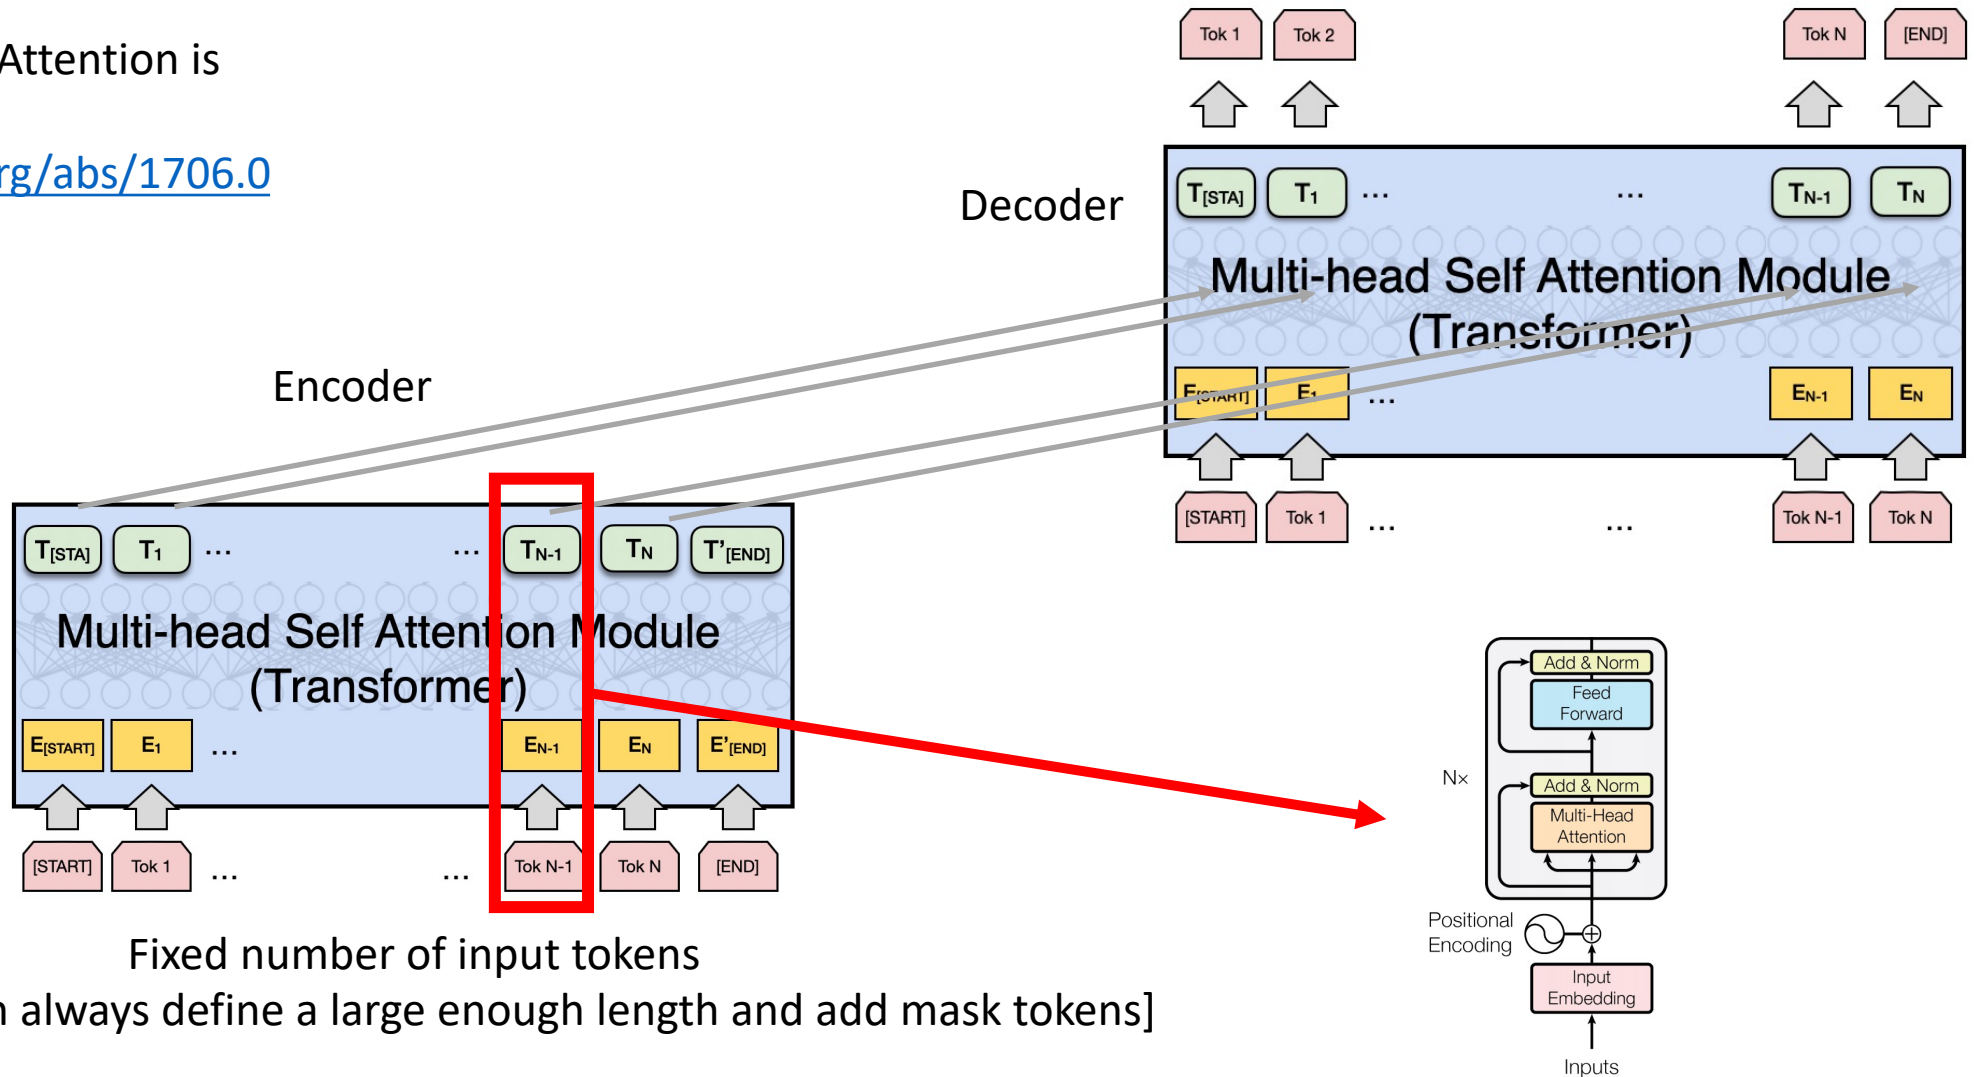 Attention is
rg/abs/1706.0
Tok 1 Tok 2 Tok N [END]
Decoder
T[STA] T1 ... ... TN-1 TN
Multi-head Self Attention Module
(Transformer)
E[START] E1 ... EN-1 EN
[START] Tok 1 ... ... Tok N-1 Tok N
Encoder
T[STA] T1 ... ... TN-1 TN T'[END]
Multi-head Self Attention Module
(Transformer)
E[START] E1 ... EN-1 EN E'[END]
[START] Tok 1 ... ... Tok N-1 Tok N [END]
Fixed number of input tokens
n always define a large enough length and add mask tokens]
Add & Norm
Feed
Forward
N×
Add & Norm
Multi-Head
Attention
Positional
Encoding
Input
Embedding
Inputs